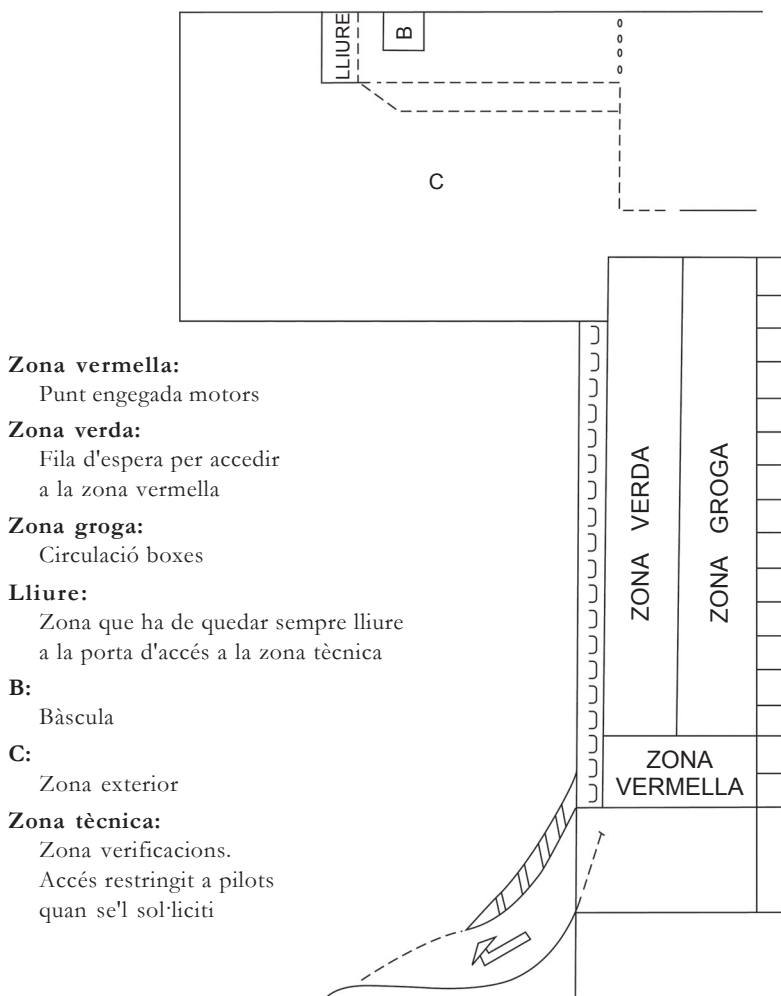 LLIURE
B
C
Zona vermella:
Punt engegada motors
Zona verda:
Fila d'espera per accedir
a la zona vermella
Zona groga:
Circulació boxes
Lliure:
Zona que ha de quedar sempre lliure
a la porta d'accés a la zona tècnica
B:
Bàscula
C:
Zona exterior
Zona tècnica:
Zona verificacions.
Accés restringit a pilots
quan se'l sol·liciti
ZONA VERDA
ZONA GROGA
ZONA
VERMELLA